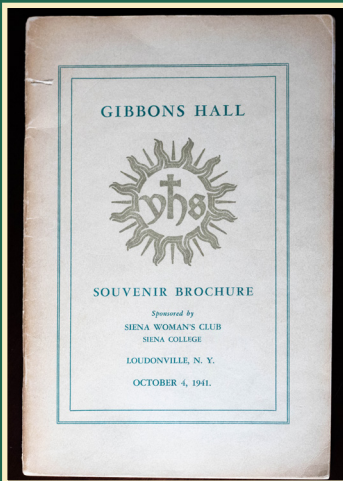 GIBBONS HALL
yhs
SOUVENIR BROCHURE
Sponsored by
SIENA WOMAN'S CLUB
SIENA COLLEGE
LOUDONVILLE, N. Y.
OCTOBER 4, 1941.